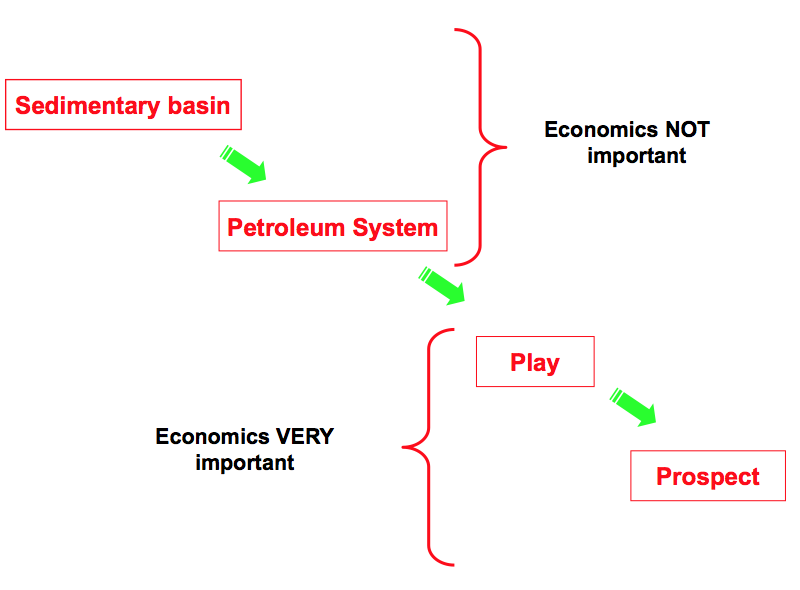 Sedimentary basin
Economics NOT
important
Petroleum System
Play
Economics VERY
important
Prospect